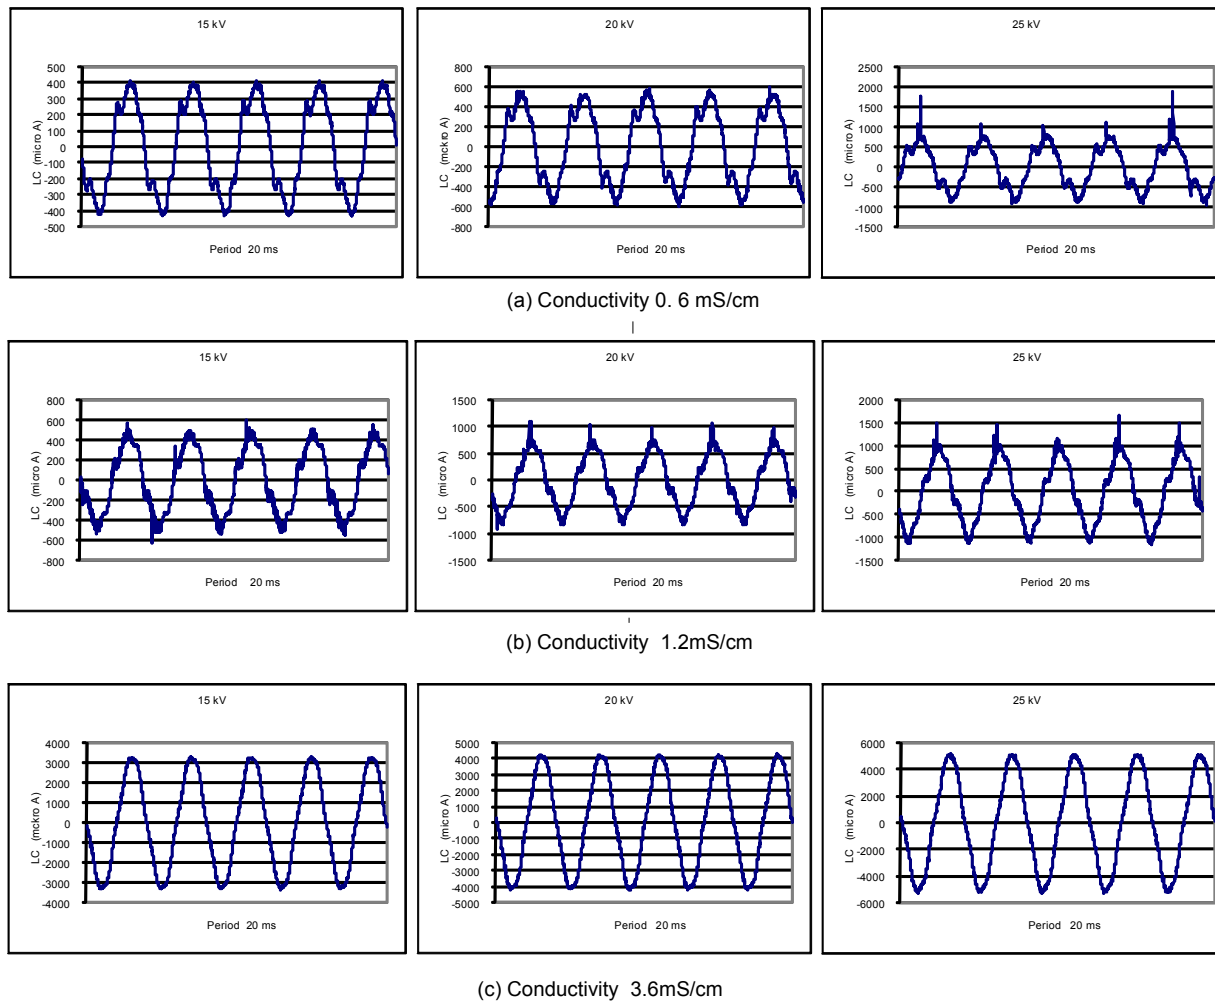 15 kV
20 kV
25 kV
LC (micro A)
500
400
300
200
100
0
-100
-200
-300
-400
-500
Period 20 ms
LC (mckro A)
800
600
400
200
0
-200
-400
-600
-800
Period 20 ms
LC (micro A)
2500
2000
1500
1000
500
0
-500
-1000
-1500
Period 20 ms
(a) Conductivity 0. 6 mS/cm
15 kV
20 kV
25 kV
LC (micro A)
800
600
400
200
0
-200
-400
-600
-800
Period 20 ms
LC (micro A)
1500
1000
500
0
-500
-1000
-1500
Period 20 ms
LC (micro A)
2000
1500
1000
500
0
-500
-1000
-1500
Period 20 ms
(b) Conductivity 1.2mS/cm
15 kV
20 kV
25 kV
LC (mckro A)
4000
3000
2000
1000
0
-1000
-2000
-3000
-4000
Period 20 ms
LC (micro A)
5000
4000
3000
2000
1000
0
-1000
-2000
-3000
-4000
-5000
Period 20 ms
LC (micro A)
6000
4000
2000
0
-2000
-4000
-6000
Period 20 ms
(c) Conductivity 3.6mS/cm